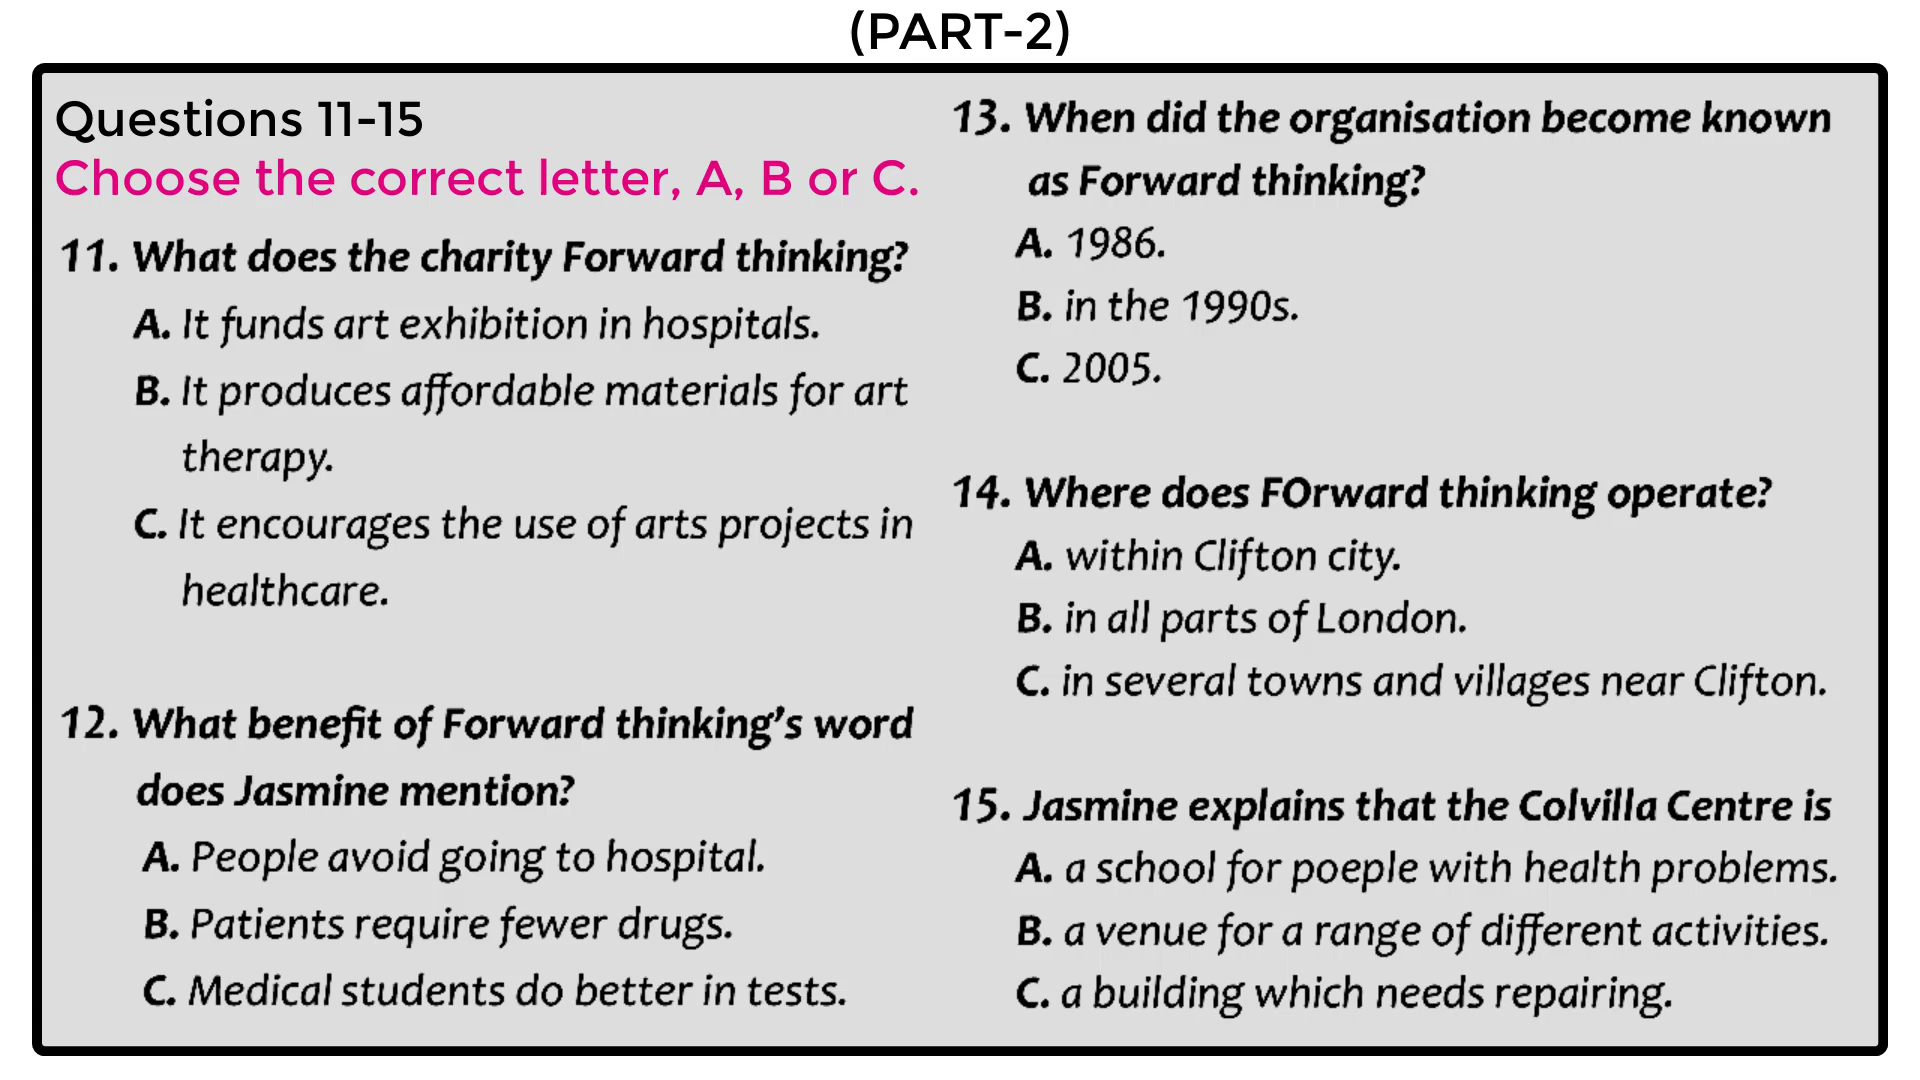 (PART-2)
Questions 11-15
Choose the correct letter, A, B or C.
11. What does the charity Forward thinking?
A. It funds art exhibition in hospitals.
B. It produces affordable materials for art
therapy.
C. It encourages the use of arts projects in
healthcare.
12. What benefit of Forward thinking's word
does Jasmine mention?
A. People avoid going to hospital.
B. Patients require fewer drugs.
C. Medical students do better in tests.
13. When did the organisation become known
as Forward thinking?
A. 1986.
B. in the 1990s.
C. 2005.
14. Where does FOrward thinking operate?
A. within Clifton city.
B. in all parts of London.
C. in several towns and villages near Clifton.
15. Jasmine explains that the Colvilla Centre is
A. a school for poeple with health problems.
B. a venue for a range of different activities.
C. a building which needs repairing.